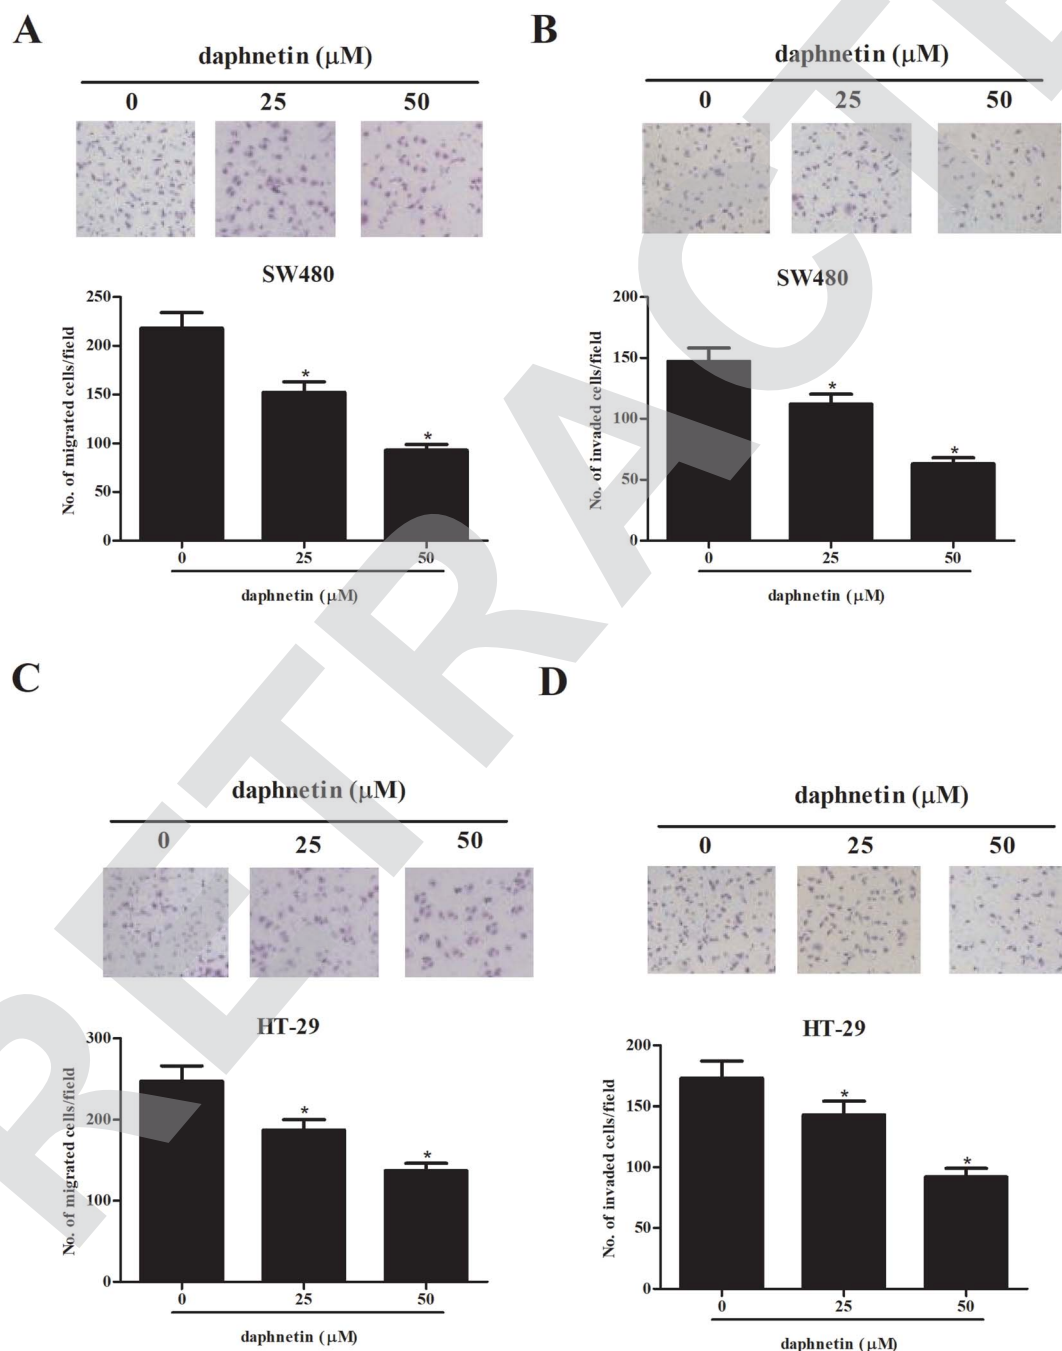 A
daphnetin (μM)
0 25 50
SW480
No. of migrated cells/field
250
200
150
100
50
0
0 25 50
daphnetin (μM)
B
daphnetin (μM)
0 25 50
SW480
No. of invaded cells/field
200
150
100
50
0
* *
0 25 50
daphnetin (μM)
C
daphnetin (μM)
0 25 50
HT-29
No. of migrated cells/field
300
200
100
0
* *
0 25 50
daphnetin (μM)
D
daphnetin (μM)
0 25 50
HT-29
No. of invaded cells/field
200
150
100
50
0
* *
0 25 50
daphnetin (μM)
RETRACTE